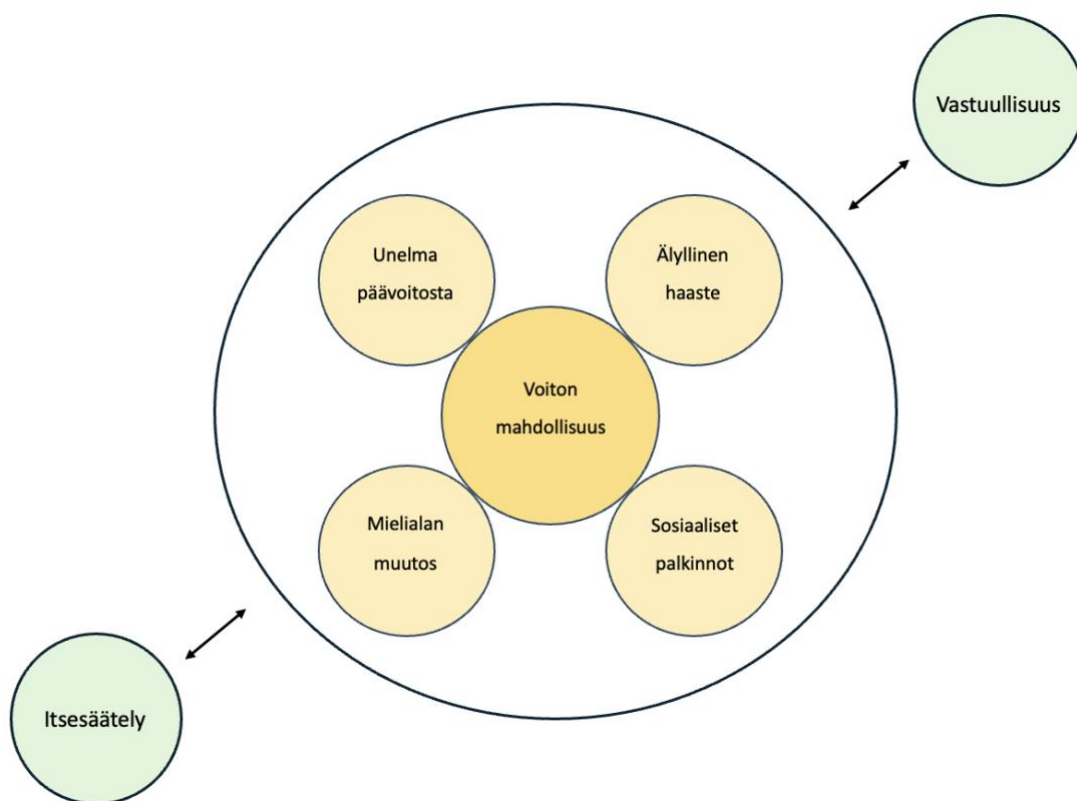 Vastuullisuus
Unelma
päävoitosta
Älyllinen
haaste
Voiton
mahdollisuus
Mielialan
muutos
Sosiaaliset
palkinnot
Itsesäätely